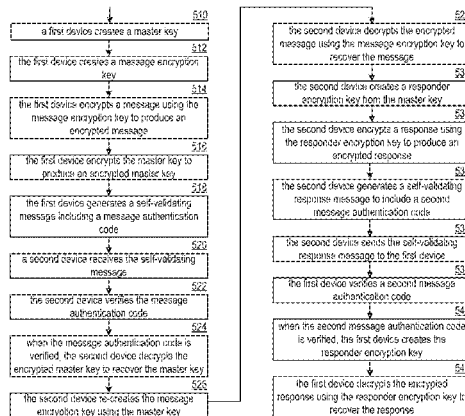 510
a first device creates a master key
512
the first device creates a message encryption
key
514
the first device encrypts a message using the
message encryption key to produce an
encrypted message
516
the first device encrypts the master key to
produce an encrypted master key
518
the first device generates a self-validating
message including a message authentication
code
520
a second device receives the self-validating
message
522
the second device verifies the message
authentication code
524
when the message authentication code is
verified, the second device decrypts the
encrypted master key to recover the master key
526
the second device re-creates the message
encryption key using the master key
52
the second device decrypts the encrypted
message using the message encryption key to
recover the message
53
the second device creates a responder
encryption key from the master key
53
the second device encrypts a response using
the responder encryption key to produce an
encrypted response
53
the second device generates a self-validating
response message to include a second
message authentication code
53
the second device sends the self-validating
response message to the first device
53
the first device verifies a second message
authentication code
54
when the second message authentication code
is verified, the first device creates the
responder encryption key
54
the first device decrypts the encrypted
response using the responder encryption key to
recover the response